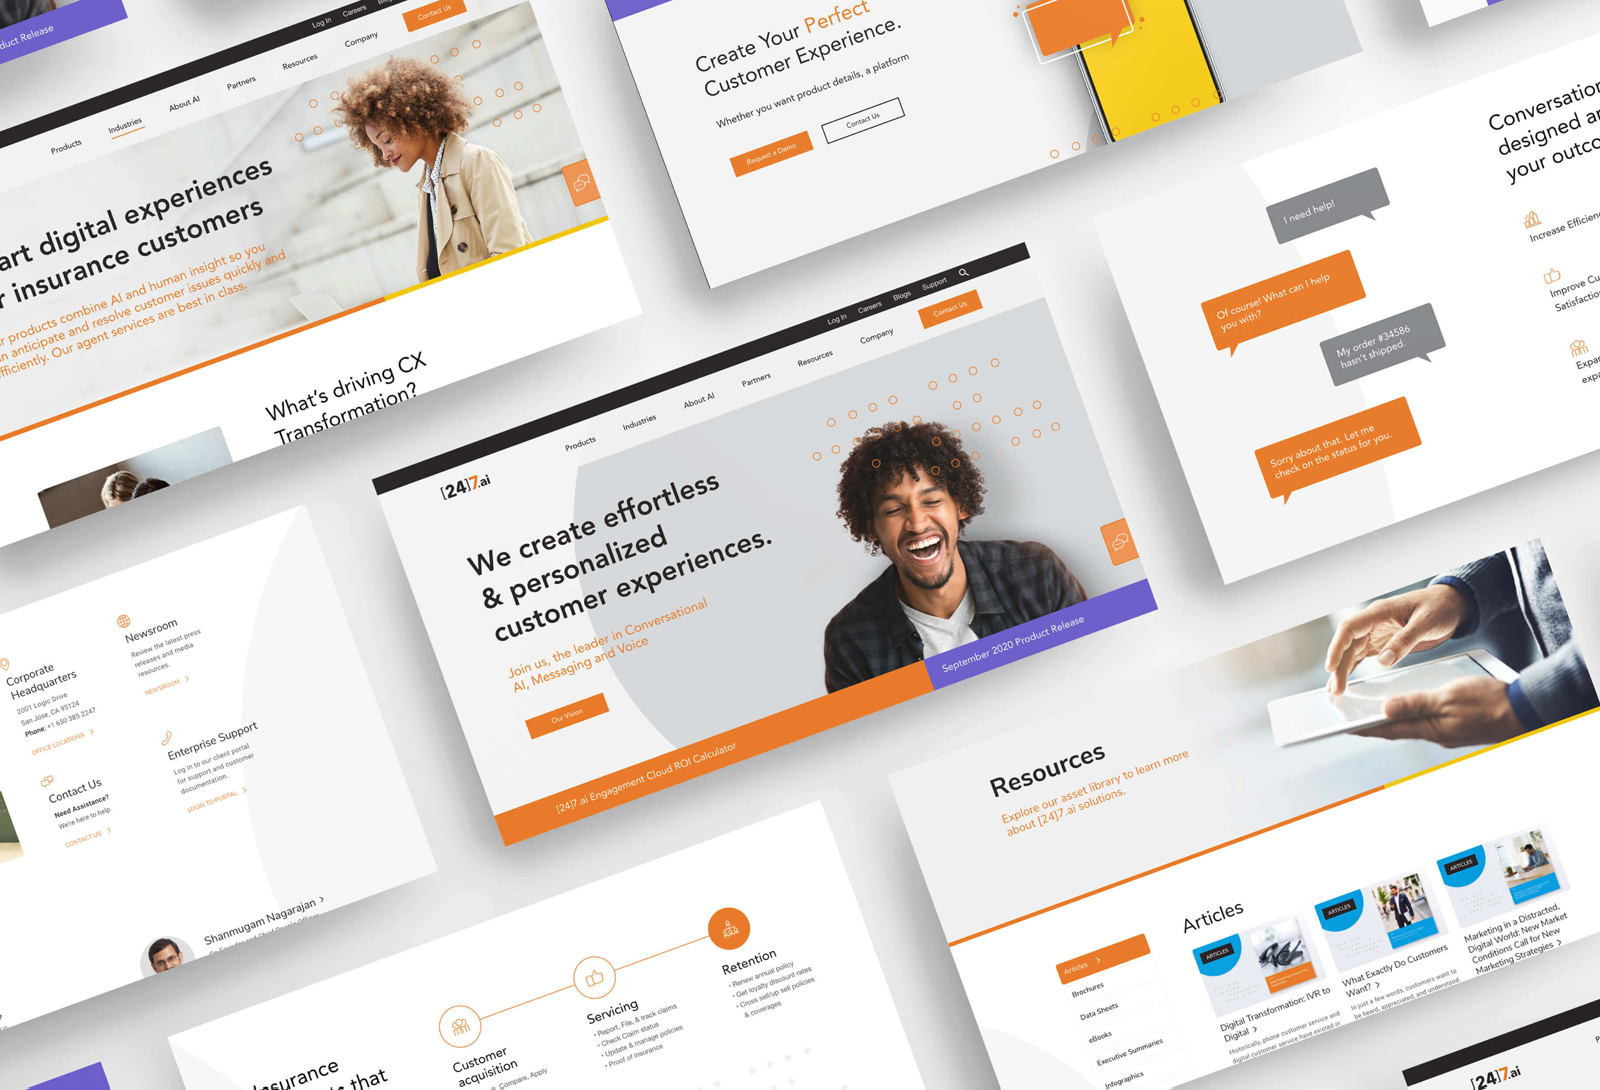 duct Release
Log In
Careers
Contact Us
Products
Industries
About AI
Partners
Resources
Company
art digital experiences
r insurance customers
r products combine AI and human insight so you
n anticipate and resolve customer issues quickly and
fficiently. Our agent services are best in class.
What's driving CX
Transformation?
Create Your Perfect
Customer Experience.
Whether you want product details, a platform
Request a Demo
Contact Us
I need help!
Of course! What can I help
you with?
My order #34586
hasn't shipped.
Sorry about that. Let me
check on the status for you.
Conversation
designed a
your outco
Increase Efficien
Improve Cu
Satisfactio
Expa
expa
Log In
Careers
Blogs
Support
Contact Us
[24]7.ai
Products
Industries
About AI
Partners
Resources
Company
We create effortless
& personalized
customer experiences.
Join us, the leader in Conversational
AI, Messaging and Voice
Our Vision
[24]7.ai Engagement Cloud ROI Calculator
September 2020 Product Release
Corporate
Headquarters
2001 Logic Drive
San Jose, CA 95124
Phone: +1 650 385 2247
OFFICE LOCATIONS
Newsroom
Review the latest press
releases and media
resources.
NEWSROOM
Contact Us
Need Assistance?
We're here to help.
CONTACT US
Enterprise Support
Log in to our client portal
for support and customer
documentation.
LOGIN TO PORTAL
Shanmugam Nagarajan
nsurance
s that
Customer
acquisition
Compare, Apply
Servicing
• Report, File, & track claims
• Check Claim status
• Update & manage policies
• Proof of insurance
Retention
• Renew annual policy
• Get loyalty discount rates
• Cross sell/up sell policies
& coverages
Resources
Explore our asset library to learn more
about [24]7.ai solutions.
Articles
Brochures
Data Sheets
eBooks
Executive Summaries
Infographics
Articles
ARTICLES
Digital Transformation: IVR to
Digital
Historically, phone customer service and
digital customer service have existed in
ARTICLES
What Exactly Do Customers
Want?
In just a few words, customers want to
be heard, appreciated, and understood
ARTICLES
Marketing in a Distracted,
Digital World: New Market
Conditions Call for New
Marketing Strategies
[24]7.ai